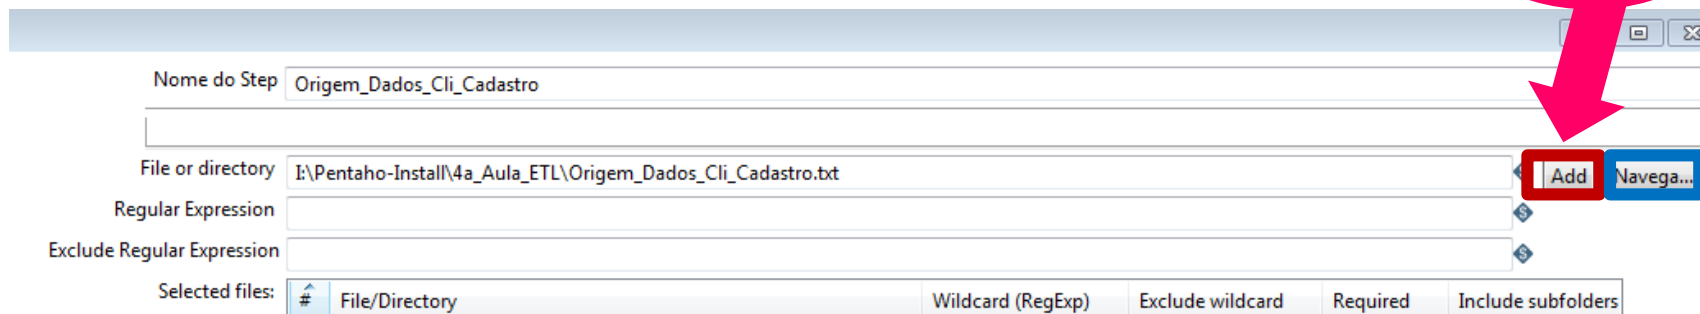 Nome do Step Origem_Dados_Cli_Cadastro
File or directory I:\Pentaho-Install\4a_Aula_ETL\Origem_Dados_Cli_Cadastro.txt Add Navega...
Regular Expression
Exclude Regular Expression
Selected files: # File/Directory Wildcard (RegExp) Exclude wildcard Required Include subfolders